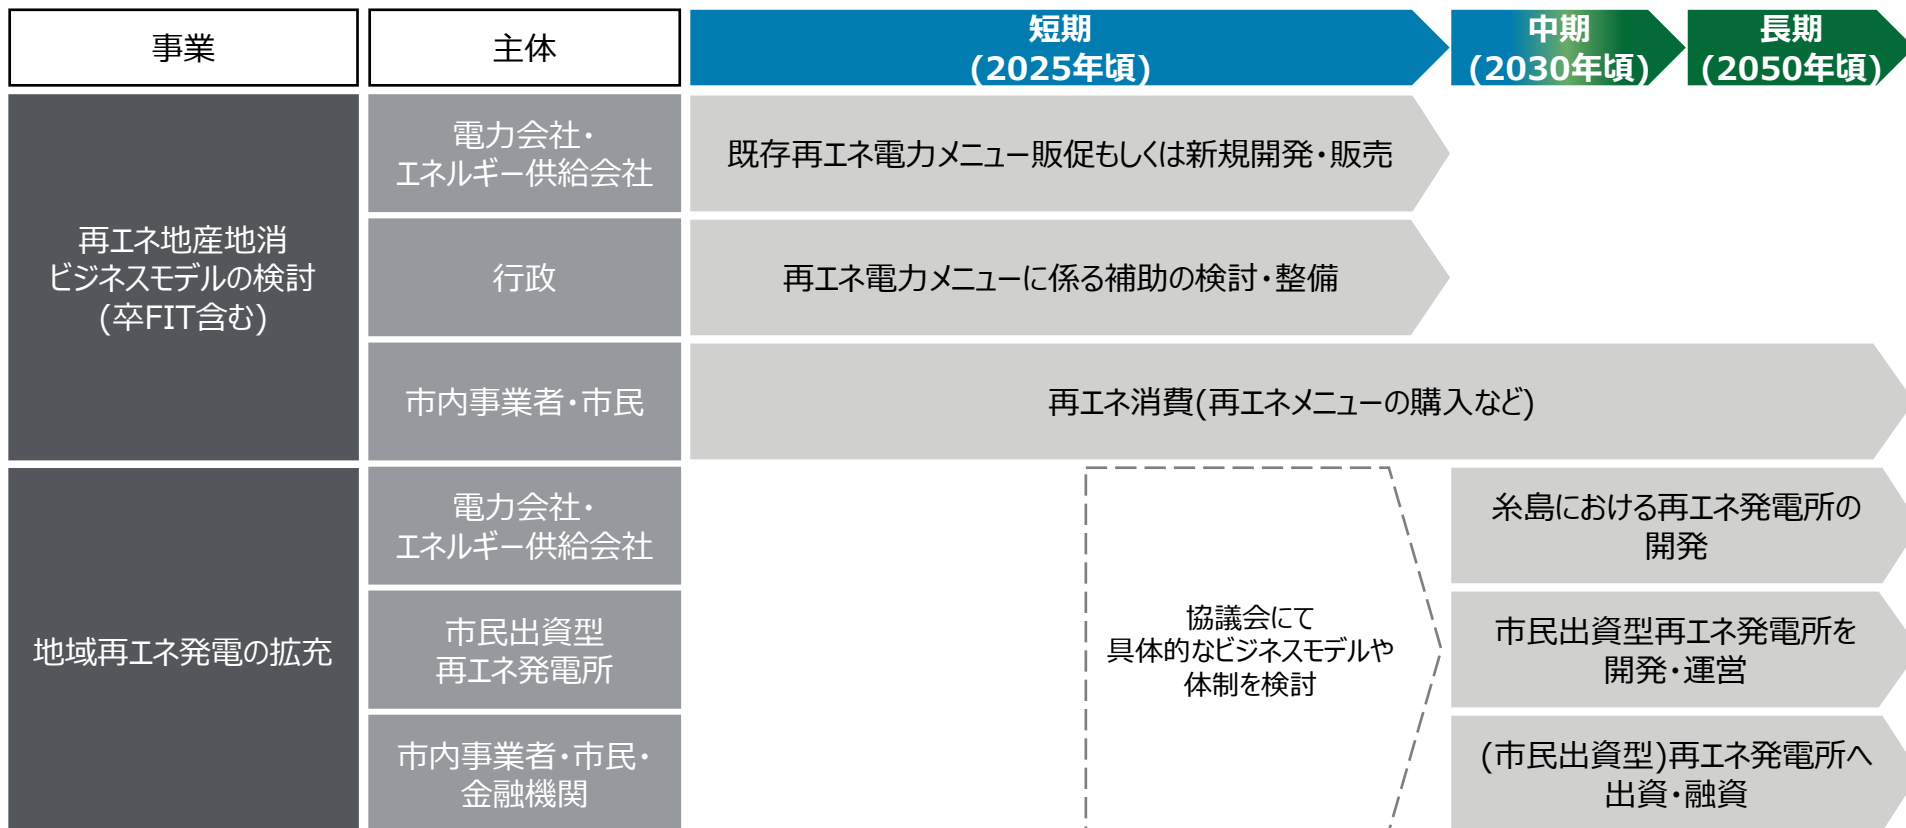 事業
主体
短期
(2025年頃)
中期
(2030年頃)
長期
(2050年頃)
再エネ地産地消
ビジネスモデルの検討
(卒FIT含む)
電力会社・
エネルギー供給会社
既存再エネ電力メニュー販促もしくは新規開発・販売
行政
再エネ電力メニューに係る補助の検討・整備
市内事業者・市民
再エネ消費(再エネメニューの購入など)
地域再エネ発電の拡充
電力会社・
エネルギー供給会社
市民出資型
再エネ発電所
市内事業者・市民・
金融機関
協議会にて
具体的なビジネスモデルや
体制を検討
糸島における再エネ発電所の
開発
市民出資型再エネ発電所を
開発・運営
(市民出資型)再エネ発電所へ
出資・融資